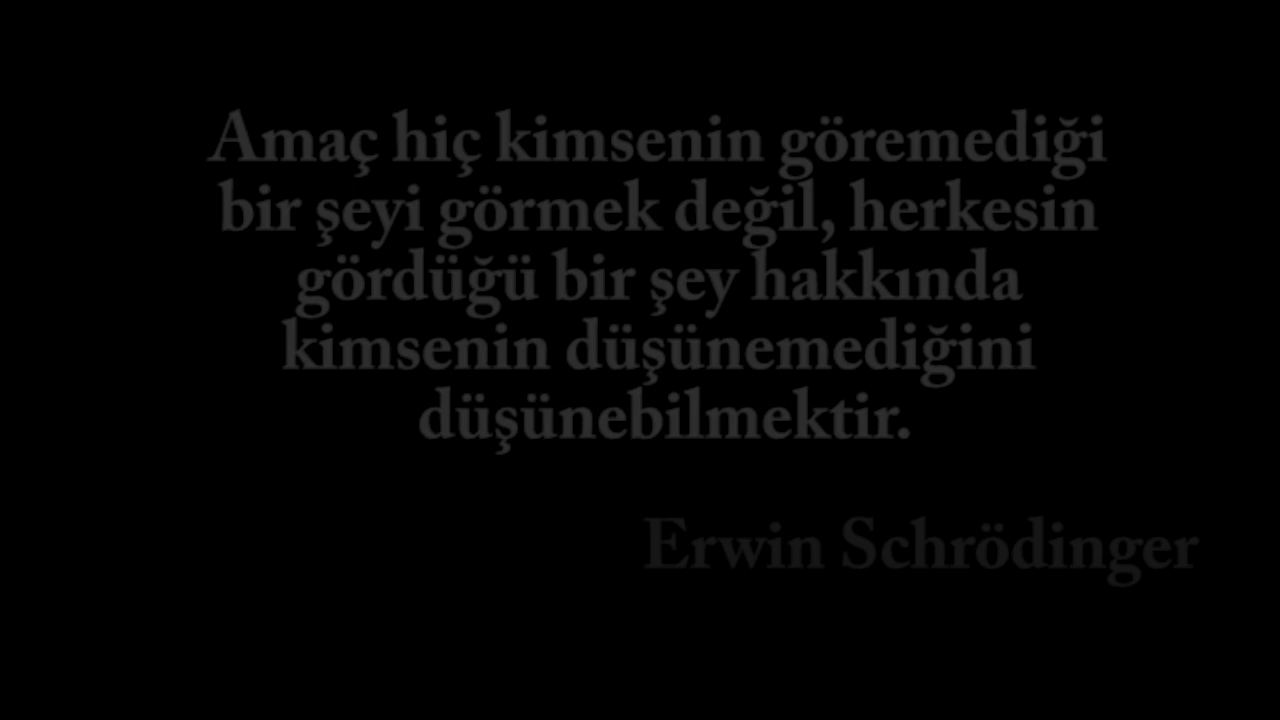 Amaç hiç kimsenin göremediği
bir şeyi görmek değil, herkesin
gördüğü bir şey hakkında
kimsenin düşünemediğini
düşünebilmektir.
Erwin Schrödinger